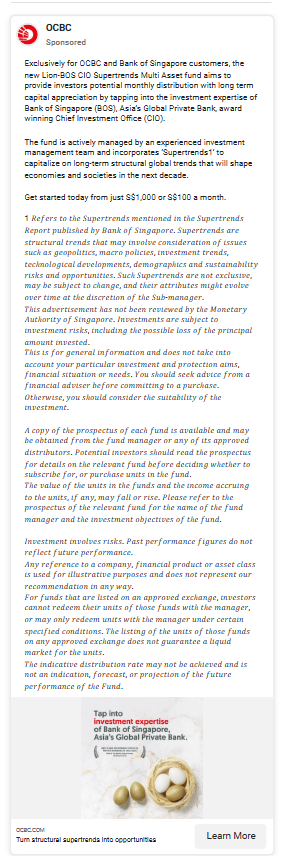 OCBC
Sponsored
Exclusively for OCBC and Bank of Singapore customers, the
new Lion-BOS CIO Supertrends Multi Asset fund aims to
provide investors potential monthly distribution with long term
capital appreciation by tapping into the investment expertise of
Bank of Singapore (BOS), Asia's Global Private Bank, award
winning Chief Investment Office (CIO).
The fund is actively managed by an experienced investment
management team and incorporates 'Supertrends1' to
capitalize on long-term structural global trends that will shape
economies and societies in the next decade.
Get started today from just S$1,000 or S$100 a month.
1 Refers to the Supertrends mentioned in the Supertrends
Report published by Bank of Singapore. Supertrends are
structural trends that may involve consideration of issues
such as geopolitics, macro policies, investment trends,
technological developments, demographics and sustainability
risks and opportunities. Such Supertrends are not exclusive,
may be subject to change, and their attributes might evolve
over time at the discretion of the Sub-manager.
This advertisement has not been reviewed by the Monetary
Authority of Singapore. Investments are subject to
investment risks, including the possible loss of the principal
amount invested.
This is for general information and does not take into
account your particular investment and protection aims,
financial situation or needs. You should seek advice from a
financial adviser before committing to a purchase.
Otherwise, you should consider the suitability of the
investment.
A copy of the prospectus of each fund is available and may
be obtained from the fund manager or any of its approved
distributors. Potential investors should read the prospectus
for details on the relevant fund before deciding whether to
subscribe for, or purchase units in the fund.
The value of the units in the funds and the income accruing
to the units, if any, may fall or rise. Please refer to the
prospectus of the relevant fund for the name of the fund
manager and the investment objectives of the fund.
Investment involves risks. Past performance figures do not
reflect future performance.
Any reference to a company, financial product or asset class
is used for illustrative purposes and does not represent our
recommendation in any way.
For funds that are listed on an approved exchange, investors
cannot redeem their units of those funds with the manager,
or may only redeem units with the manager under certain
specified conditions. The listing of the units of those funds
on any approved exchange does not guarantee a liquid
market for the units.
The indicative distribution rate may not be achieved and is
not an indication, forecast, or projection of the future
performance of the Fund.
Tap into
investment expertise
of Bank of Singapore,
Asia's Global Private Bank.
OCBC.COM
Turn structural supertrends into opportunities
Learn More